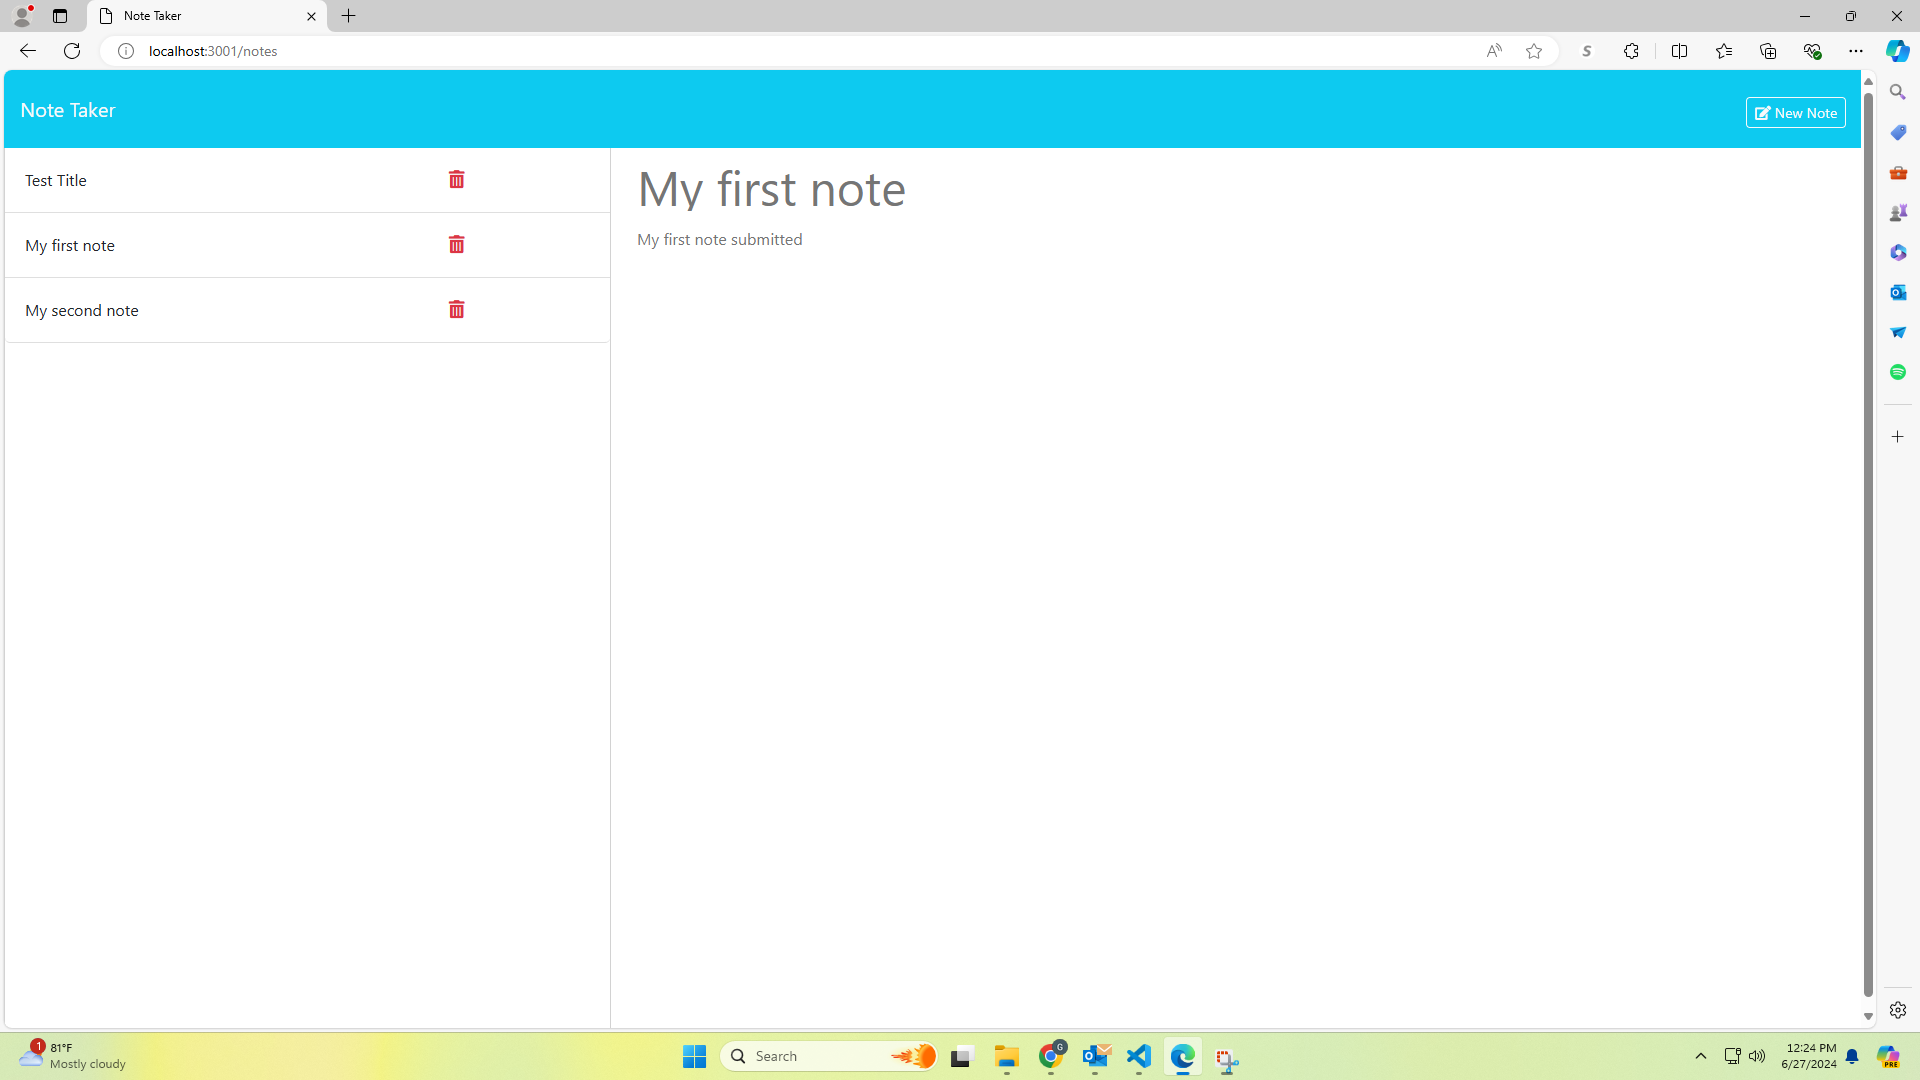 Note Taker
localhost:3001/notes
Note Taker
New Note
Test Title
My first note
My second note
My first note
My first note submitted
1
81°F
Mostly cloudy
Search
G
12:24 PM
6/27/2024
PRE